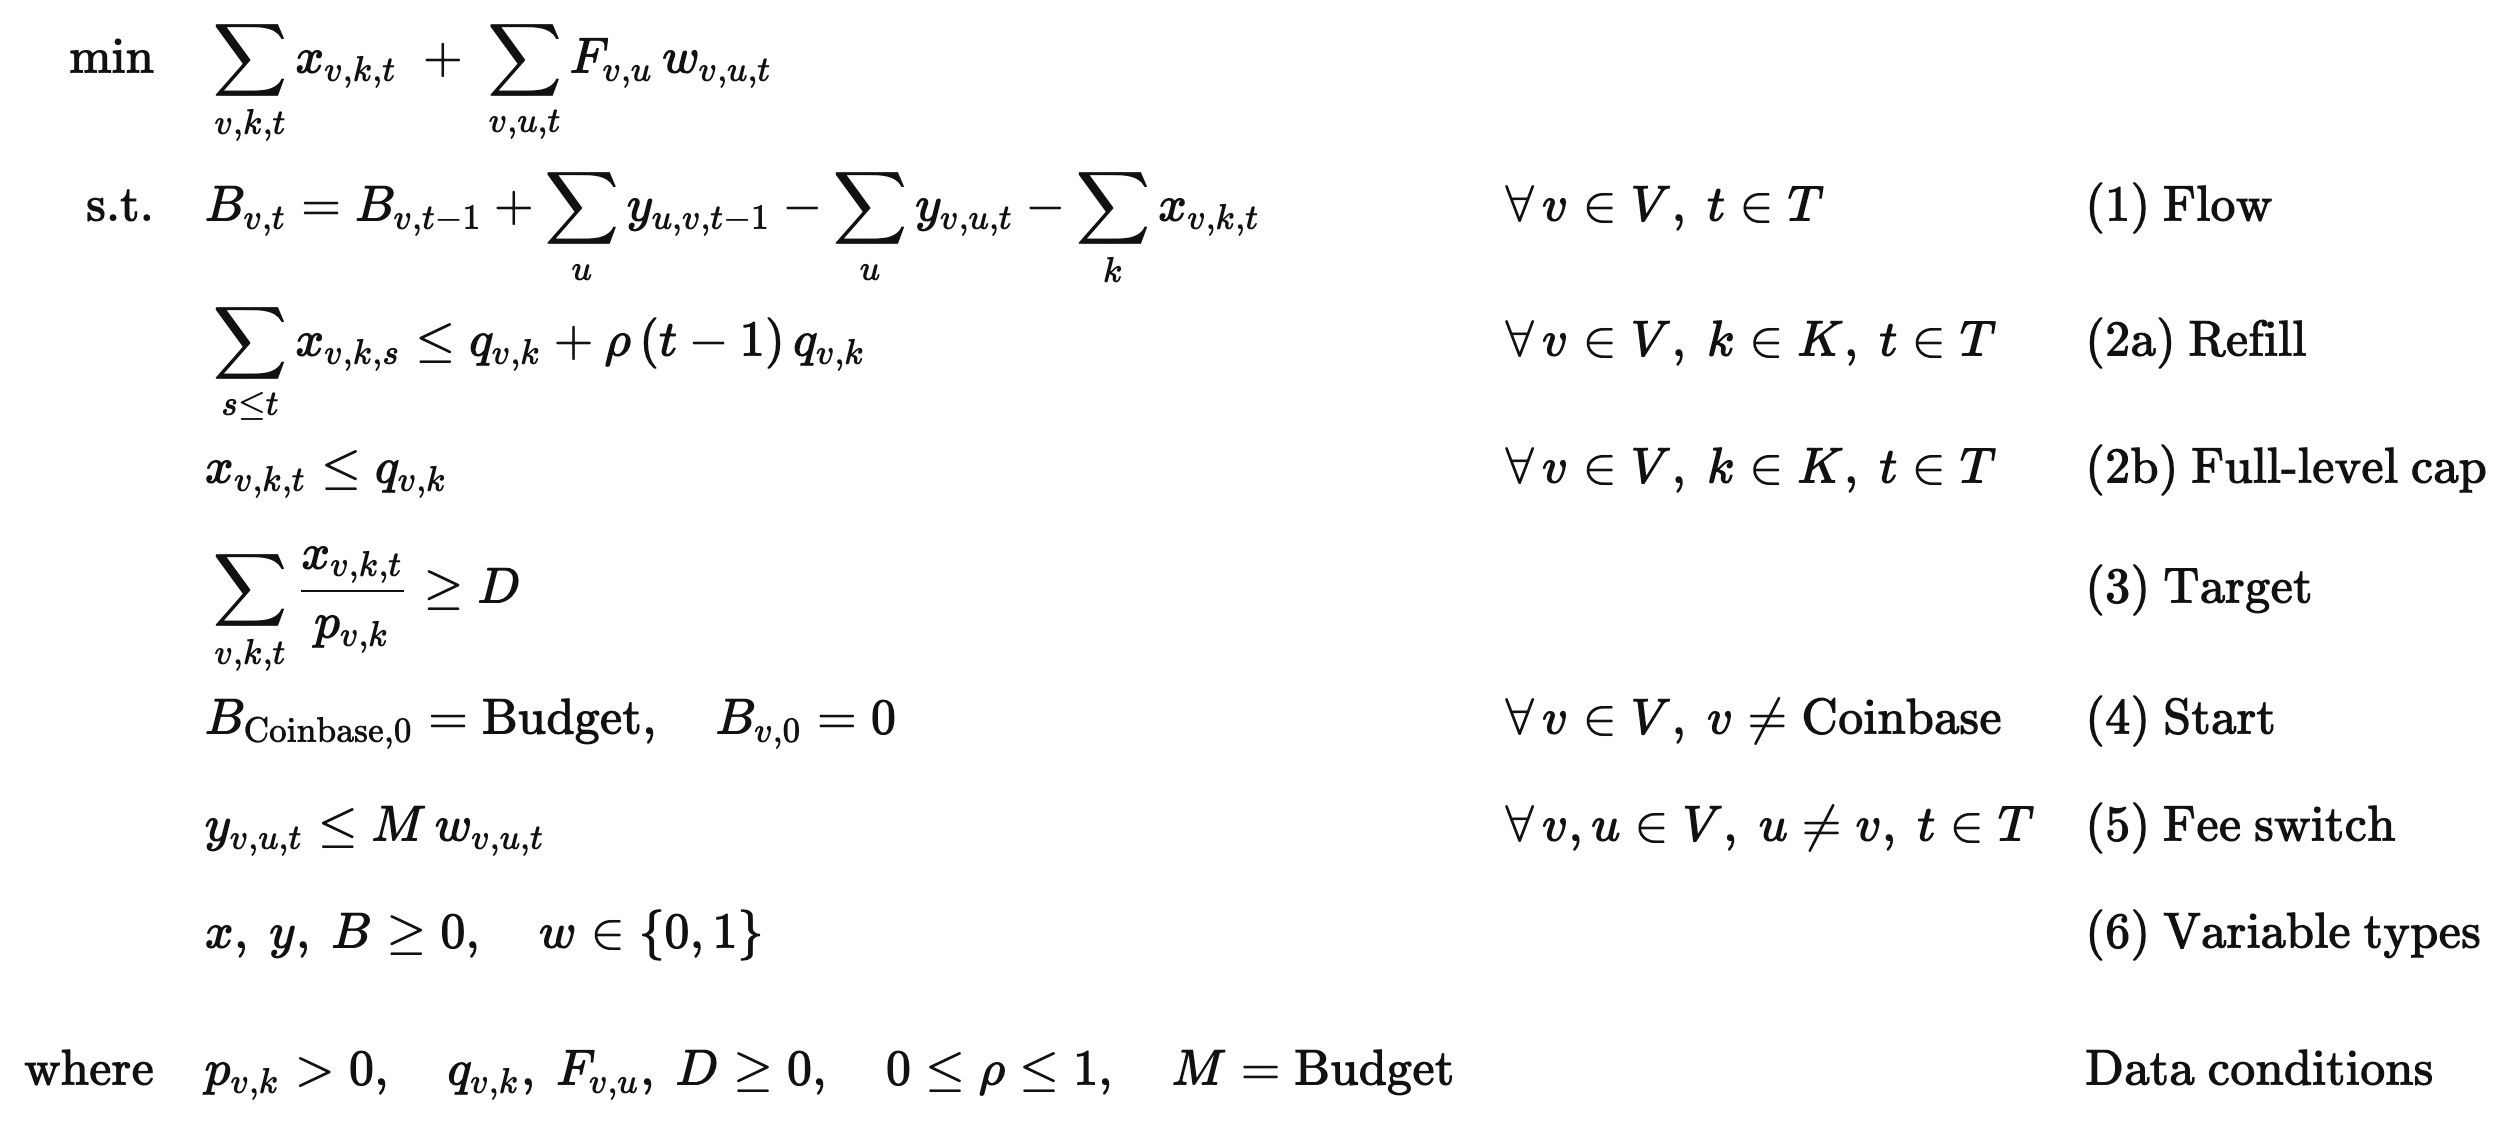 min ∑_{v,k,t} x_{v,k,t} + ∑_{v,u,t} F_{v,u} w_{v,u,t}
s.t. B_{v,t} = B_{v,t−1} + ∑_{u} y_{u,v,t−1} − ∑_{u} y_{v,u,t} − ∑_{k} x_{v,k,t} ∀ v ∈ V, t ∈ T (1) Flow
∑_{s≤t} x_{v,k,s} ≤ q_{v,k} + ρ (t − 1) q_{v,k} ∀ v ∈ V, k ∈ K, t ∈ T (2a) Refill
x_{v,k,t} ≤ q_{v,k} ∀ v ∈ V, k ∈ K, t ∈ T (2b) Full-level cap
∑_{v,k,t} x_{v,k,t} / p_{v,k} ≥ D (3) Target
B_{Coinbase,0} = Budget, B_{v,0} = 0 ∀ v ∈ V, v ≠ Coinbase (4) Start
y_{v,u,t} ≤ M w_{v,u,t} ∀ v, u ∈ V, u ≠ v, t ∈ T (5) Fee switch
x, y, B ≥ 0, w ∈ {0, 1} (6) Variable types
where p_{v,k} > 0, q_{v,k}, F_{v,u}, D ≥ 0, 0 ≤ ρ ≤ 1, M = Budget Data conditions